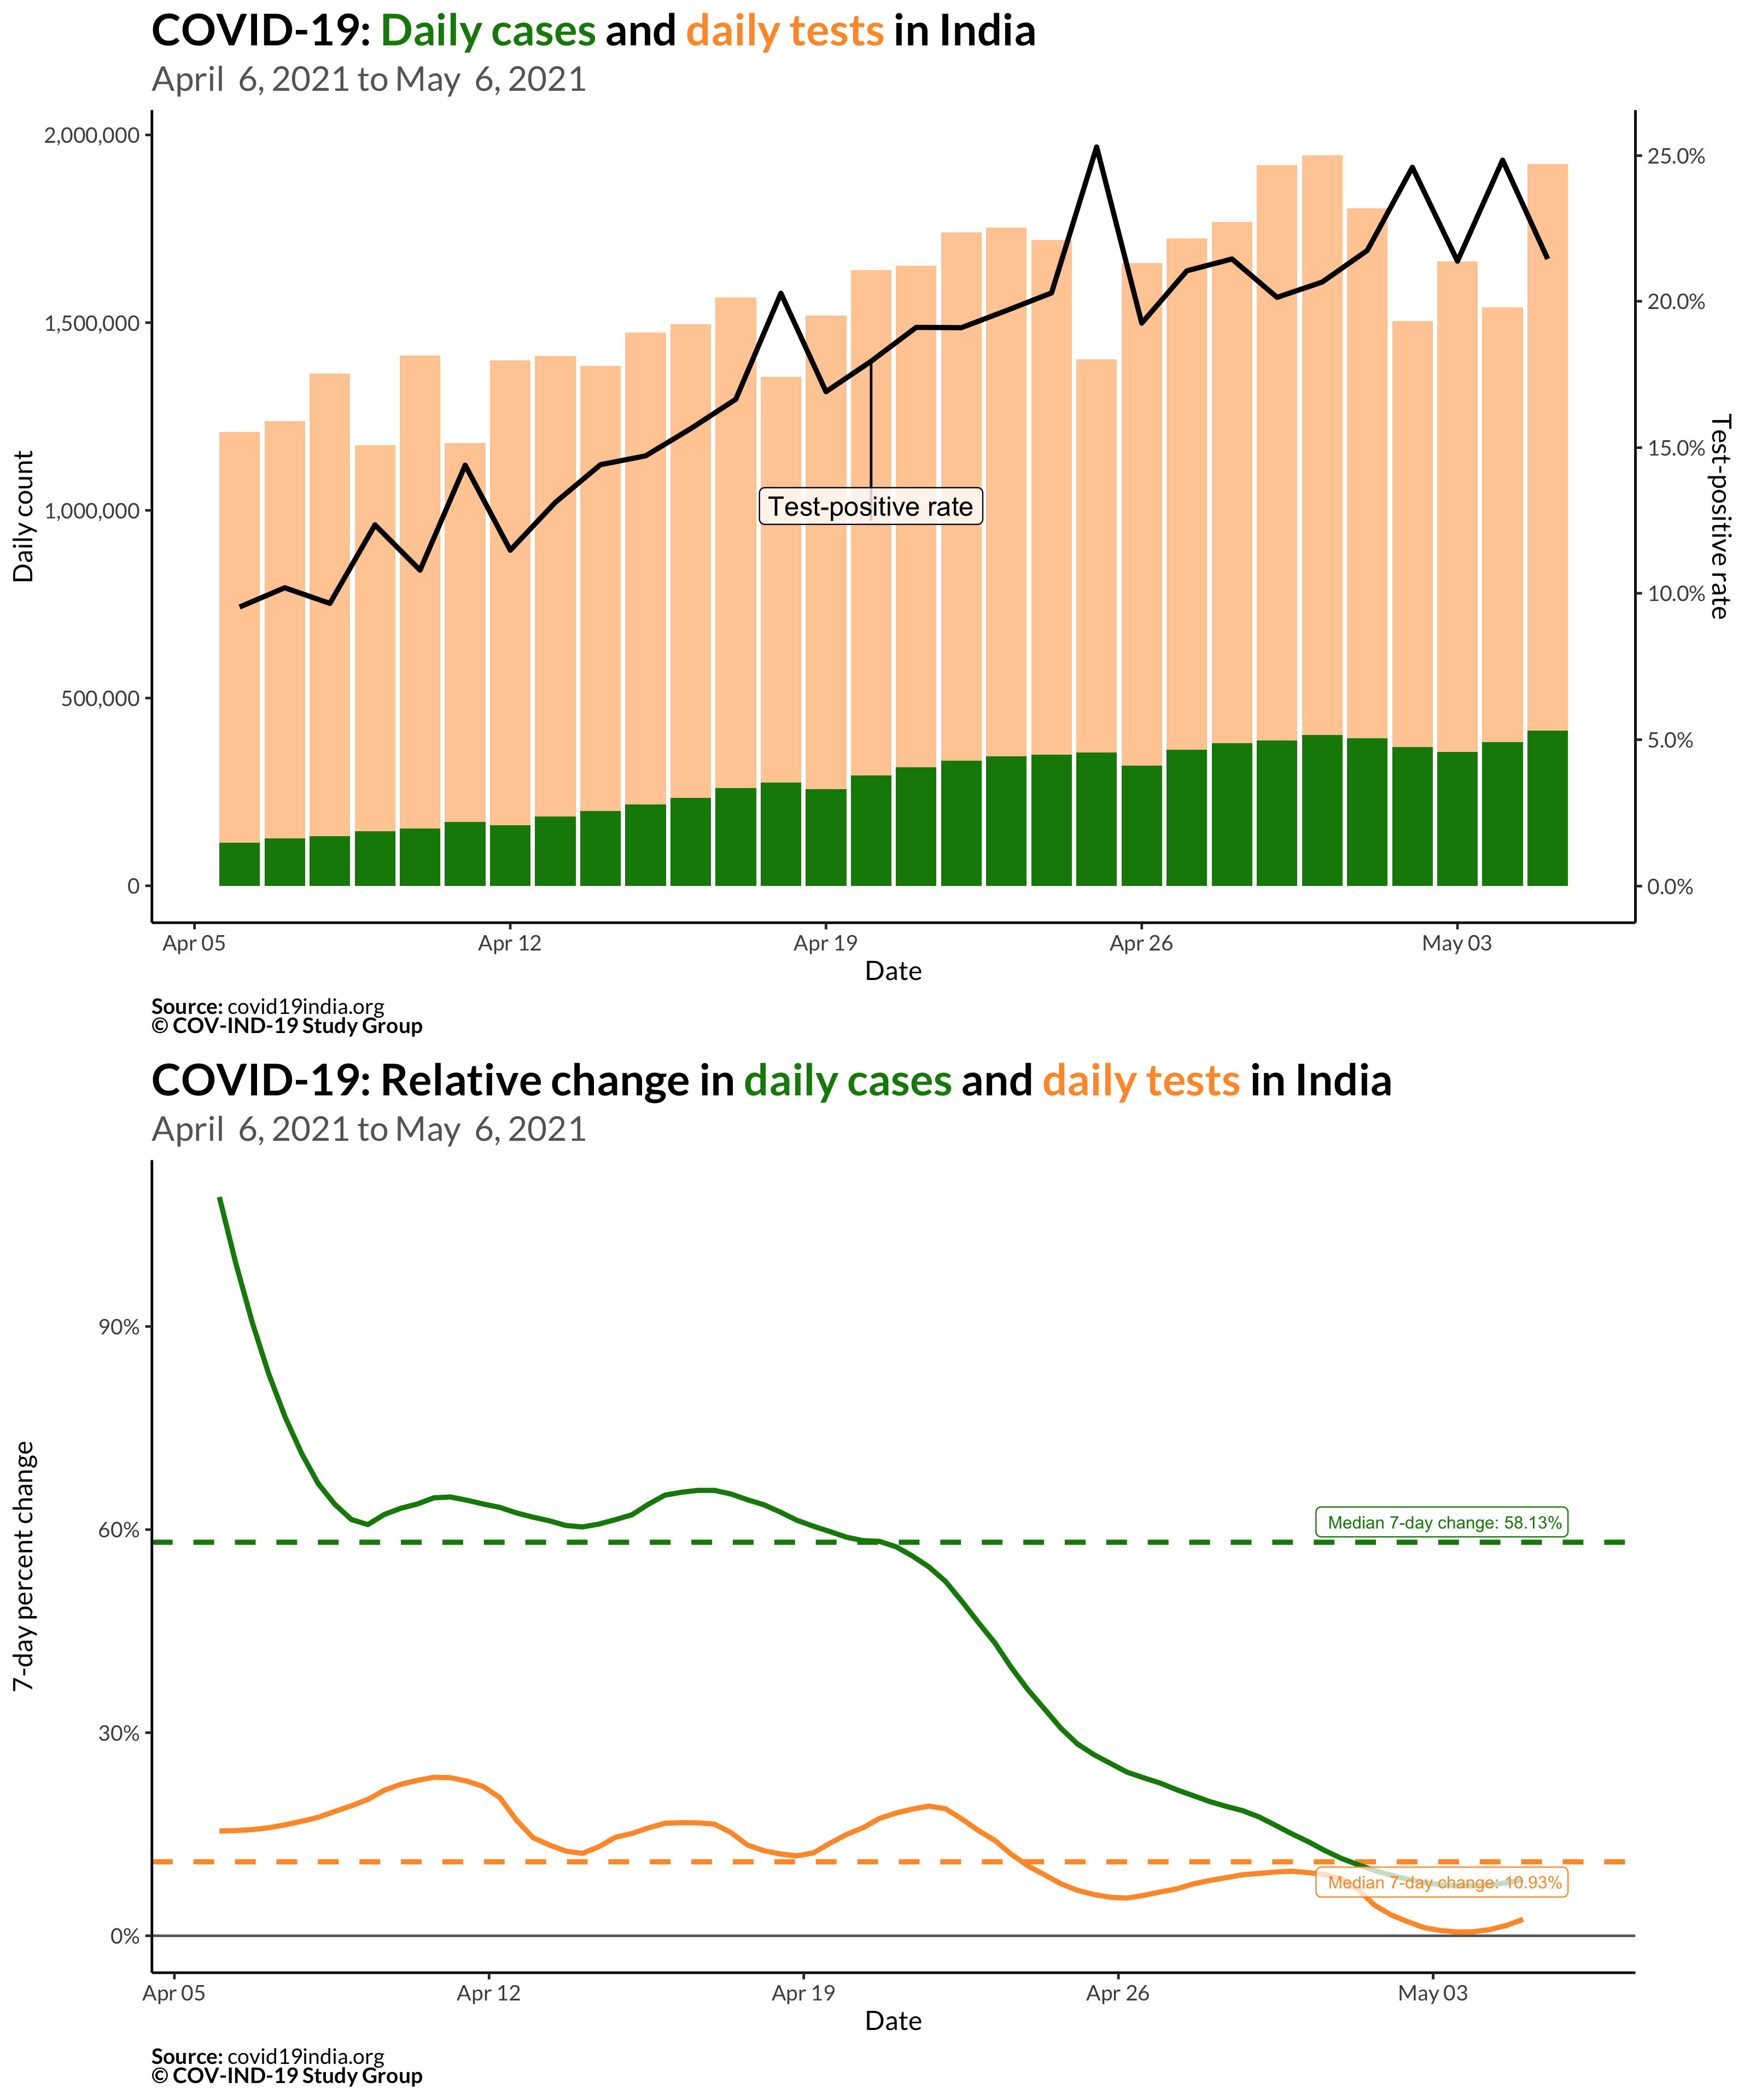 COVID-19: Daily cases and daily tests in India
April 6, 2021 to May 6, 2021
2,000,000
1,500,000
1,000,000
500,000
0
Daily count
25.0%
20.0%
15.0%
10.0%
5.0%
0.0%
Test-positive rate
Test-positive rate
Apr 05
Apr 12
Apr 19
Apr 26
May 03
Date
Source: covid19india.org
© COV-IND-19 Study Group
COVID-19: Relative change in daily cases and daily tests in India
April 6, 2021 to May 6, 2021
90%
60%
30%
0%
7-day percent change
Median 7-day change: 58.13%
Median 7-day change: 10.93%
Apr 05
Apr 12
Apr 19
Apr 26
May 03
Date
Source: covid19india.org
© COV-IND-19 Study Group